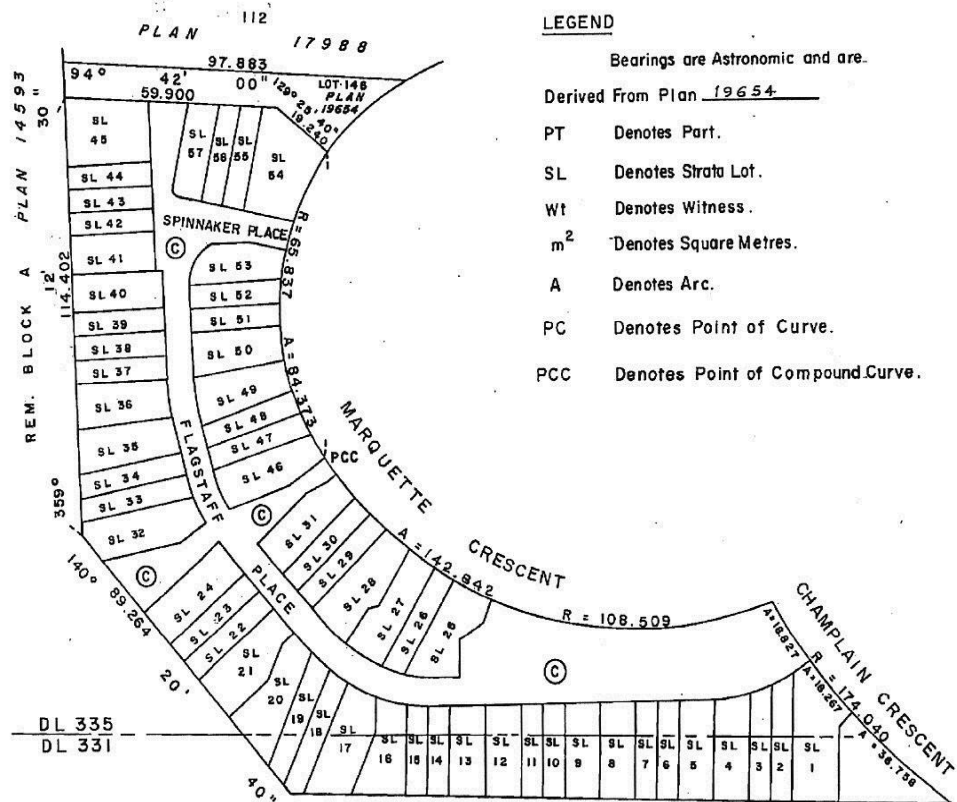 112
PLAN 17988
97.883
94° 42' 00"
59.900
129° 25' 40"
19.240
LOT 146
PLAN
19654
LEGEND
Bearings are Astronomic and are
Derived From Plan 19654
PT Denotes Part.
SL Denotes Strata Lot.
Wt Denotes Witness.
m² Denotes Square Metres.
A Denotes Arc.
PC Denotes Point of Curve.
PCC Denotes Point of Compound Curve.
REM. BLOCK A PLAN 14593
359° 12' 30"
114.402
SL 45
SL 44
SL 43
SL 42
SL 41
SL 40
SL 39
SL 38
SL 37
SL 36
SL 35
SL 34
SL 33
SL 32
SL 57
SL 56
SL 55
SL 54
SPINNAKER PLACE
C
SL 53
SL 52
SL 51
SL 50
SL 49
SL 48
SL 47
SL 46
R = 65.837
A = 84.373
PCC
MARQUETTE CRESCENT
A = 142.842
R = 108.509
FLAGSTAFF PLACE
C
C
SL 31
SL 30
SL 29
SL 28
SL 27
SL 26
SL 25
SL 24
SL 23
SL 22
SL 21
SL 20
SL 19
SL 18
SL 17
SL 16
SL 15
SL 14
SL 13
SL 12
SL 11
SL 10
SL 9
SL 8
SL 7
SL 6
SL 5
SL 4
SL 3
SL 2
SL 1
C
140° 20' 40"
89.264
CHAMPLAIN CRESCENT
A = 18.827
A = 18.267
R = 174.040
A = 36.758
DL 335
DL 331